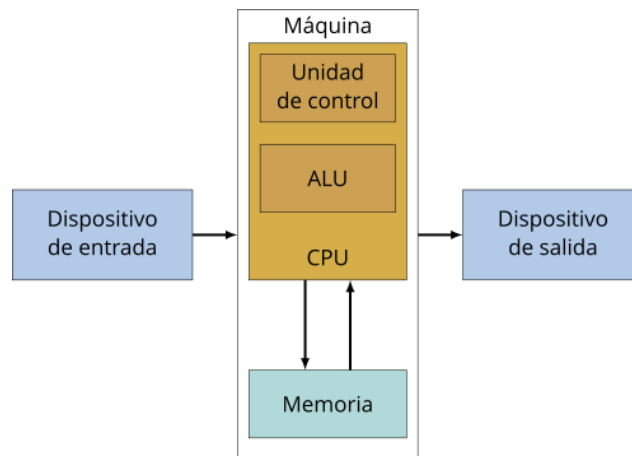 Máquina
Unidad
de control
ALU
CPU
Dispositivo
de entrada
Dispositivo
de salida
Memoria